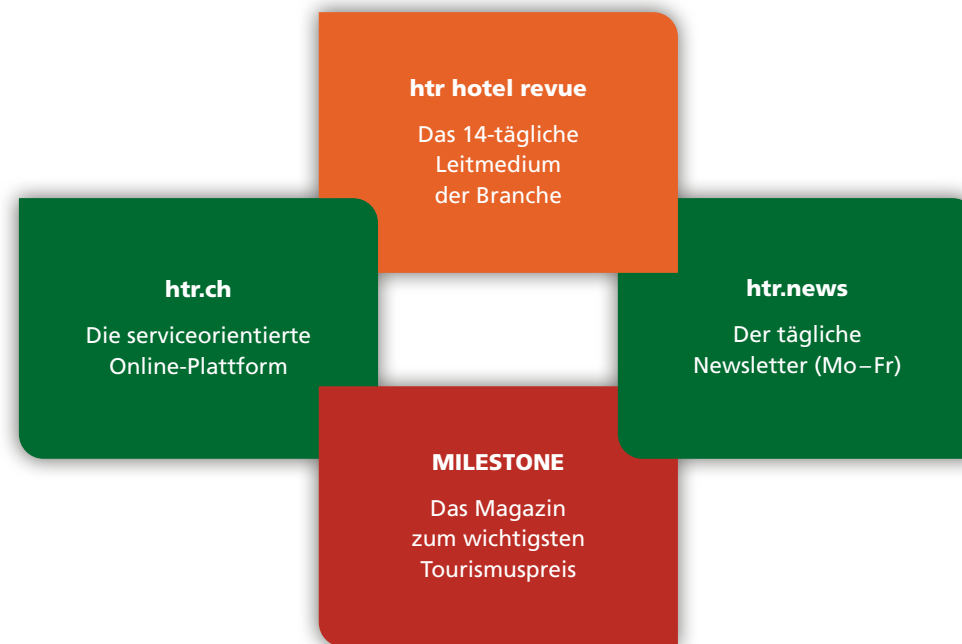 htr hotel revue
Das 14-tägliche
Leitmedium
der Branche
htr.ch
Die serviceorientierte
Online-Plattform
htr.news
Der tägliche
Newsletter (Mo–Fr)
MILESTONE
Das Magazin
zum wichtigsten
Tourismuspreis